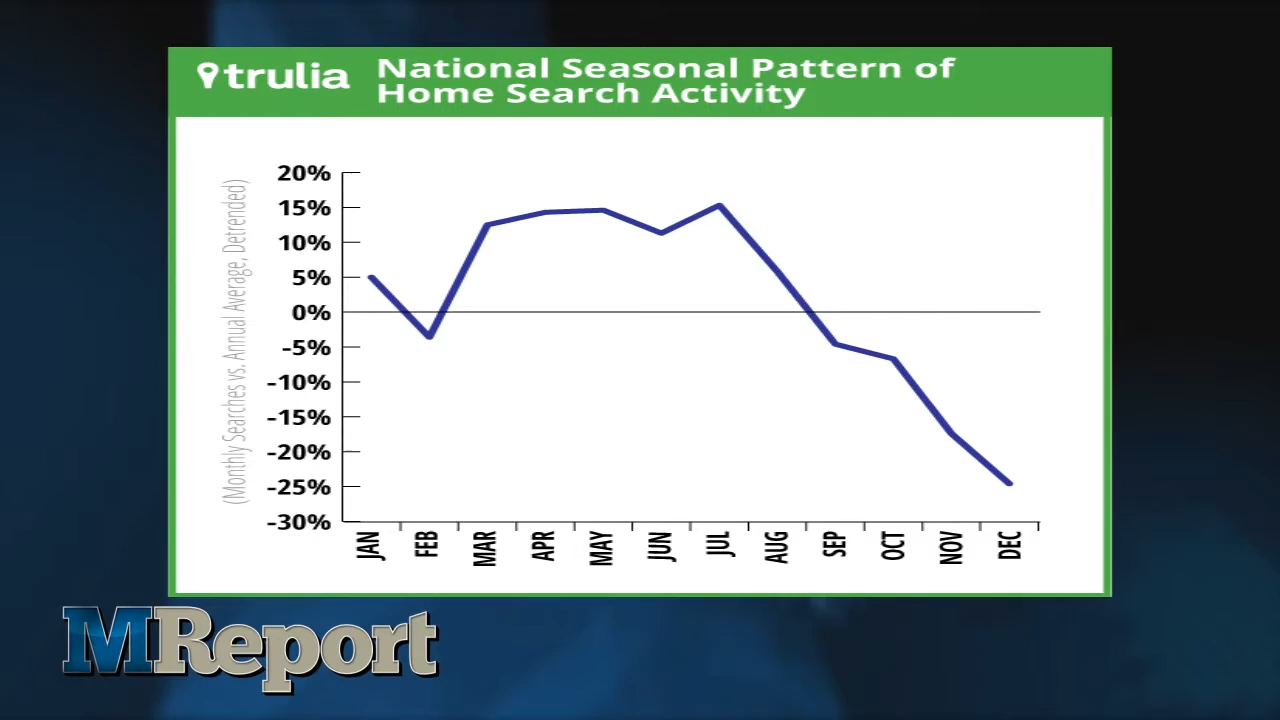 trulia
National Seasonal Pattern of
Home Search Activity
(Monthly Searches vs. Annual Average, Detrended)
20%
15%
10%
5%
0%
-5%
-10%
-15%
-20%
-25%
-30%
JAN FEB MAR APR MAY JUN JUL AUG SEP OCT NOV DEC
MReport